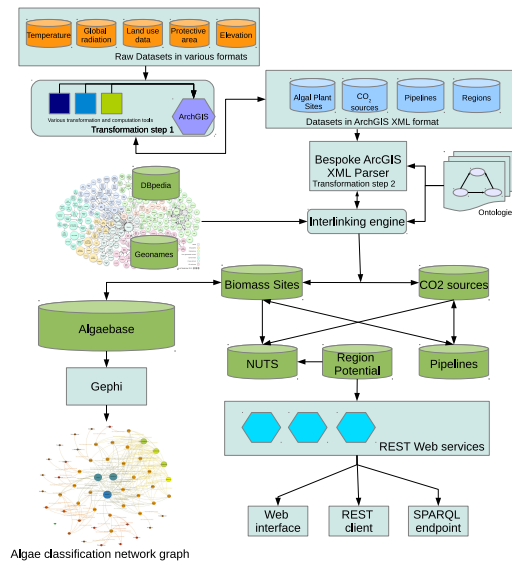 Temperature
Global
radiation
Land use
data
Protective
area
Elevation
Raw Datasets in various formats
ArchGIS
Various transformation and computation tools
Transformation step 1
Algal Plant
Sites
CO2
sources
Pipelines
Regions
Datasets in ArchGIS XML format
Bespoke ArcGIS
XML Parser
Transformation step 2
Ontologies
DBpedia
Geonames
Interlinking engine
Biomass Sites
CO2 sources
Algaebase
NUTS
Region
Potential
Pipelines
Gephi
REST Web services
Web
interface
REST
client
SPARQL
endpoint
Algae classification network graph